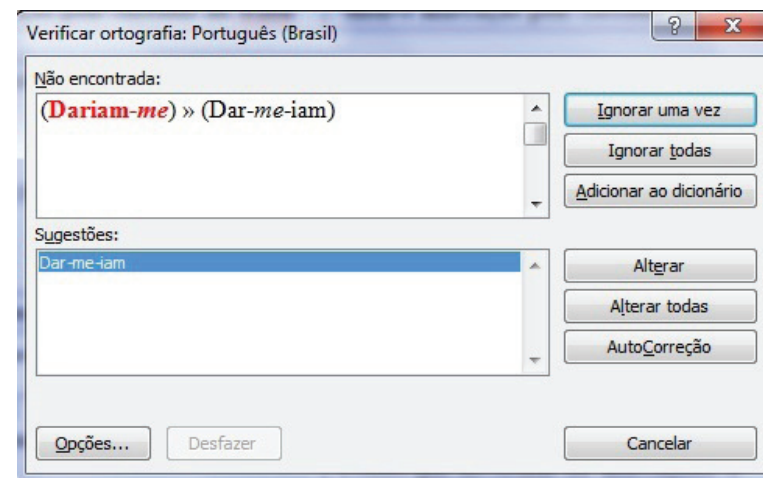 Verificar ortografia: Português (Brasil)
Não encontrada:
(Dariam-me) » (Dar-me-iam)
Ignorar uma vez
Ignorar todas
Adicionar ao dicionário
Sugestões:
Dar-me-iam
Alterar
Alterar todas
AutoCorreção
Opções...
Desfazer
Cancelar